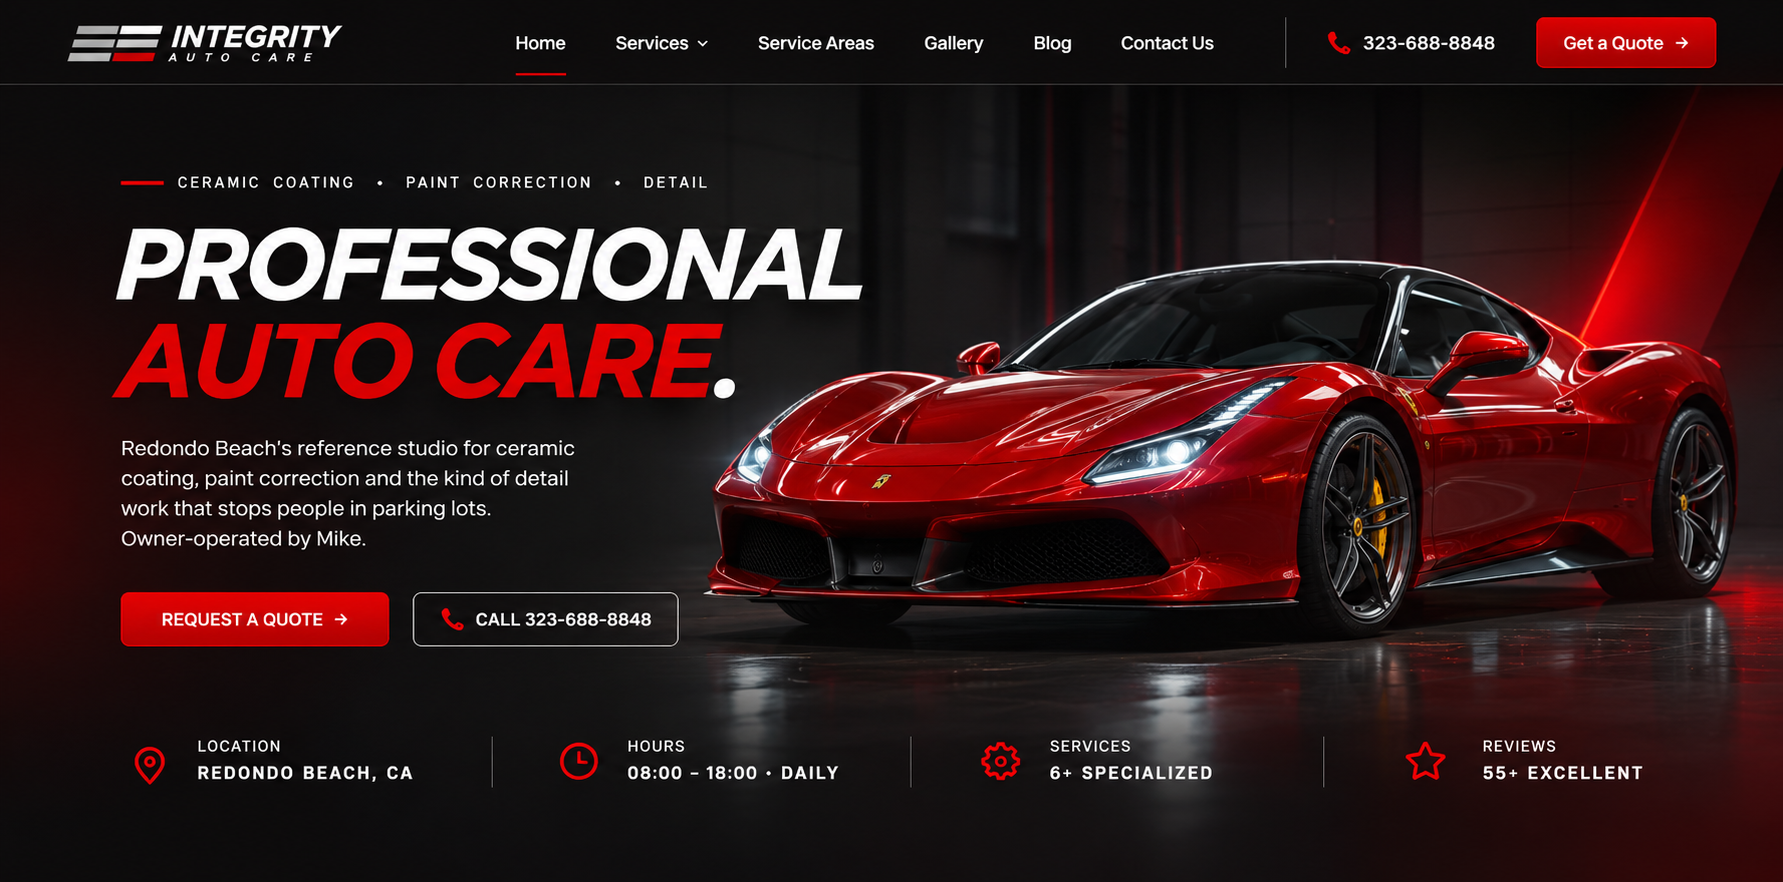 INTEGRITY
AUTO CARE
Home
Services
Service Areas
Gallery
Blog
Contact Us
323-688-8848
Get a Quote →
CERAMIC COATING • PAINT CORRECTION • DETAIL
PROFESSIONAL
AUTO CARE.
Redondo Beach's reference studio for ceramic
coating, paint correction and the kind of detail
work that stops people in parking lots.
Owner-operated by Mike.
REQUEST A QUOTE →
CALL 323-688-8848
LOCATION
REDONDO BEACH, CA
HOURS
08:00 – 18:00 • DAILY
SERVICES
6+ SPECIALIZED
REVIEWS
55+ EXCELLENT